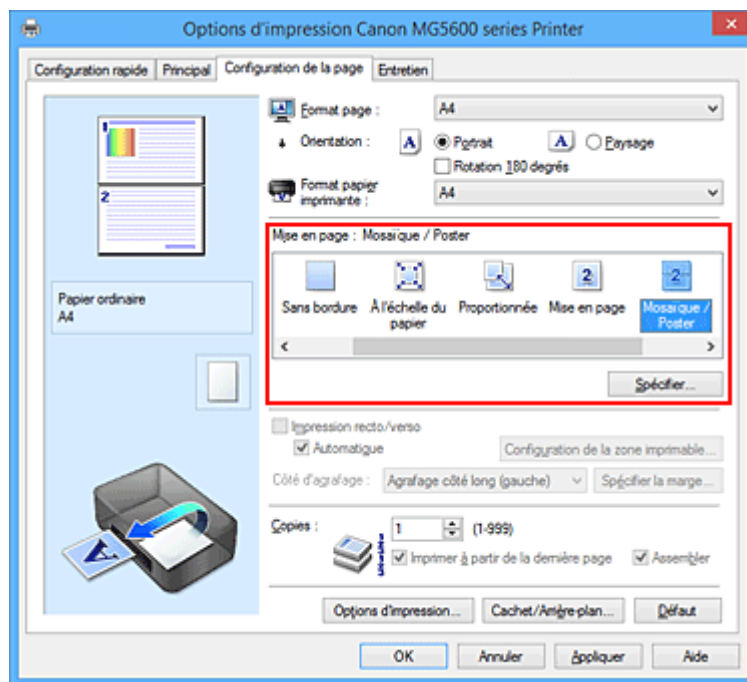 Options d'impression Canon MG5600 series Printer
Configuration rapide Principal Configuration de la page Entretien
Format page : A4
Orientation : A Portrait A Paysage
Rotation 180 degrés
Format papier imprimante : A4
1
2
Papier ordinaire
A4
Mise en page : Mosaïque / Poster
Sans bordure
À l'échelle du papier
Proportionnée
2 Mise en page
2 Mosaïque / Poster
Spécifier...
Impression recto/verso
Automatique Configuration de la zone imprimable...
Côté d'agrafage : Agrafage côté long (gauche) Spécifier la marge...
A
Copies : 1 (1-999)
Imprimer à partir de la dernière page Assembler
Options d'impression... Cachet/Arrière-plan... Défaut
OK Annuler Appliquer Aide